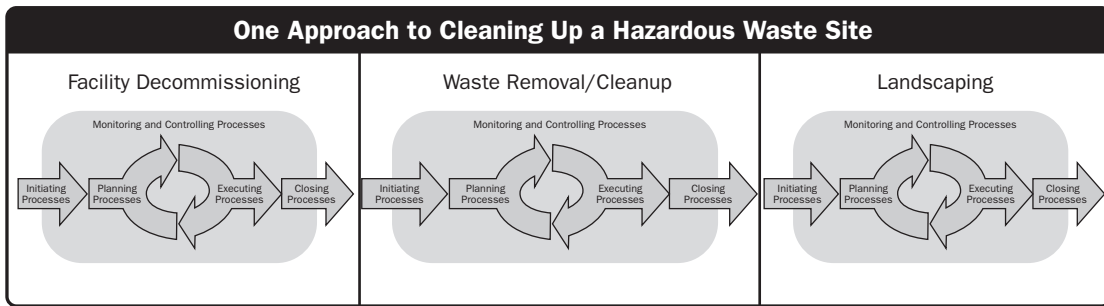 One Approach to Cleaning Up a Hazardous Waste Site
Facility Decommissioning
Monitoring and Controlling Processes
Initiating
Processes
Planning
Processes
Executing
Processes
Closing
Processes
Waste Removal/Cleanup
Monitoring and Controlling Processes
Initiating
Processes
Planning
Processes
Executing
Processes
Closing
Processes
Landscaping
Monitoring and Controlling Processes
Initiating
Processes
Planning
Processes
Executing
Processes
Closing
Processes